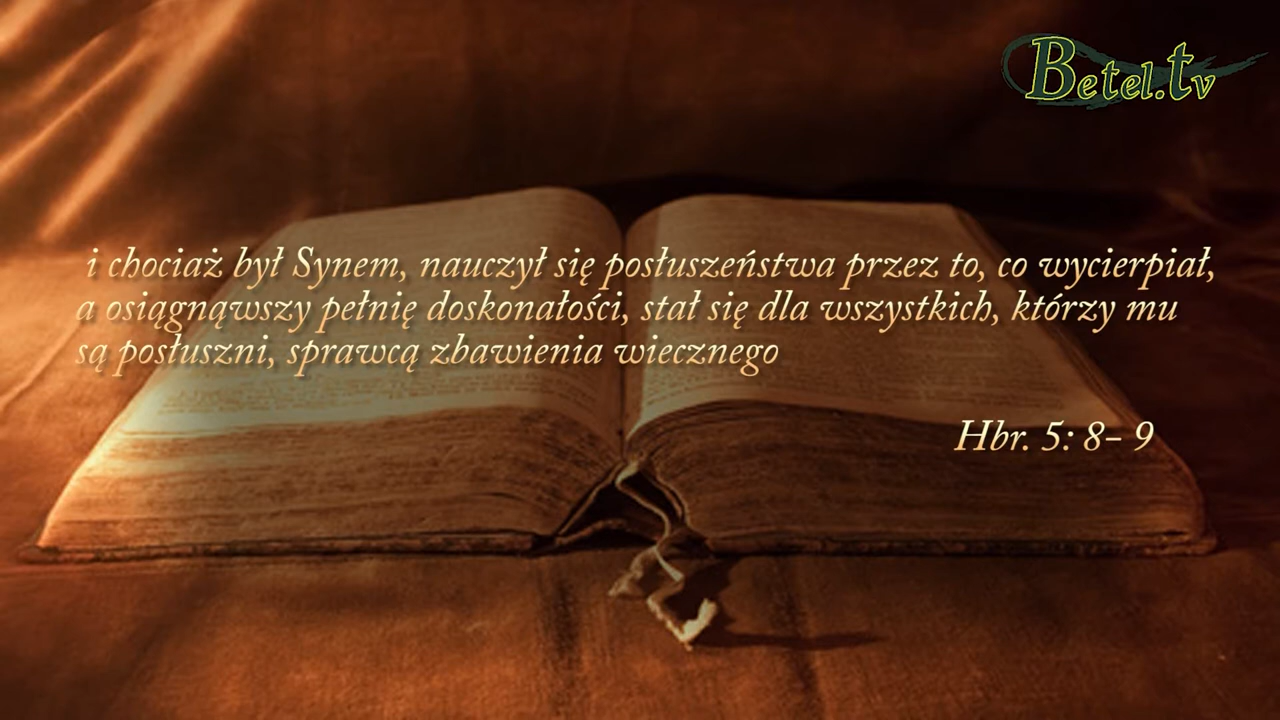 Betel.tv
i chociaż był Synem, nauczył się posłuszeństwa przez to, co wycierpiał,
a osiągnąwszy pełnię doskonałości, stał się dla wszystkich, którzy mu
są posłuszni, sprawcą zbawienia wiecznego
Hbr. 5: 8– 9